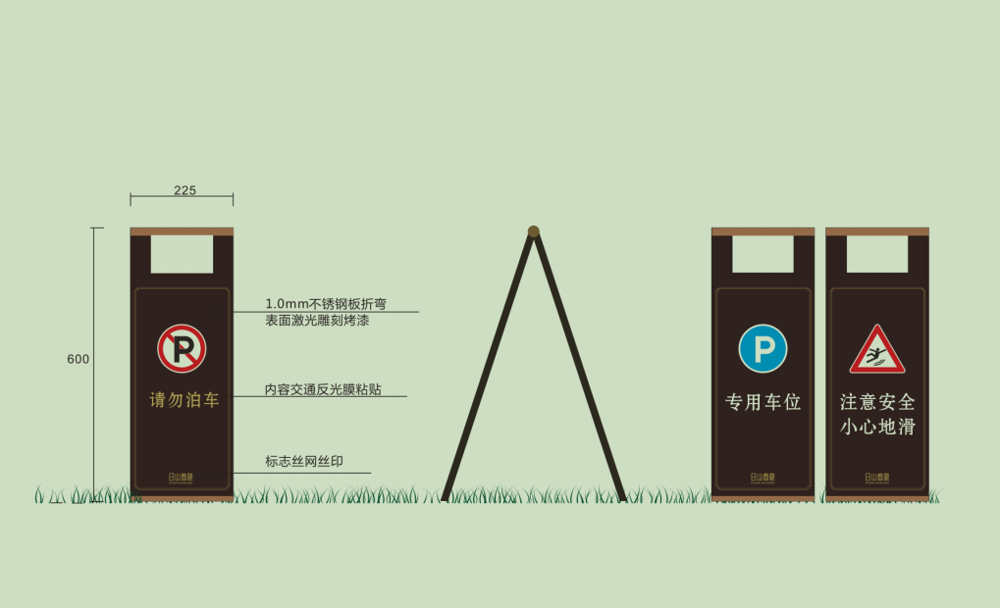 225
600
1.0mm不锈钢板折弯
表面激光雕刻烤漆
内容交通反光膜粘贴
标志丝网丝印
P
请勿泊车
P
专用车位
注意安全
小心地滑